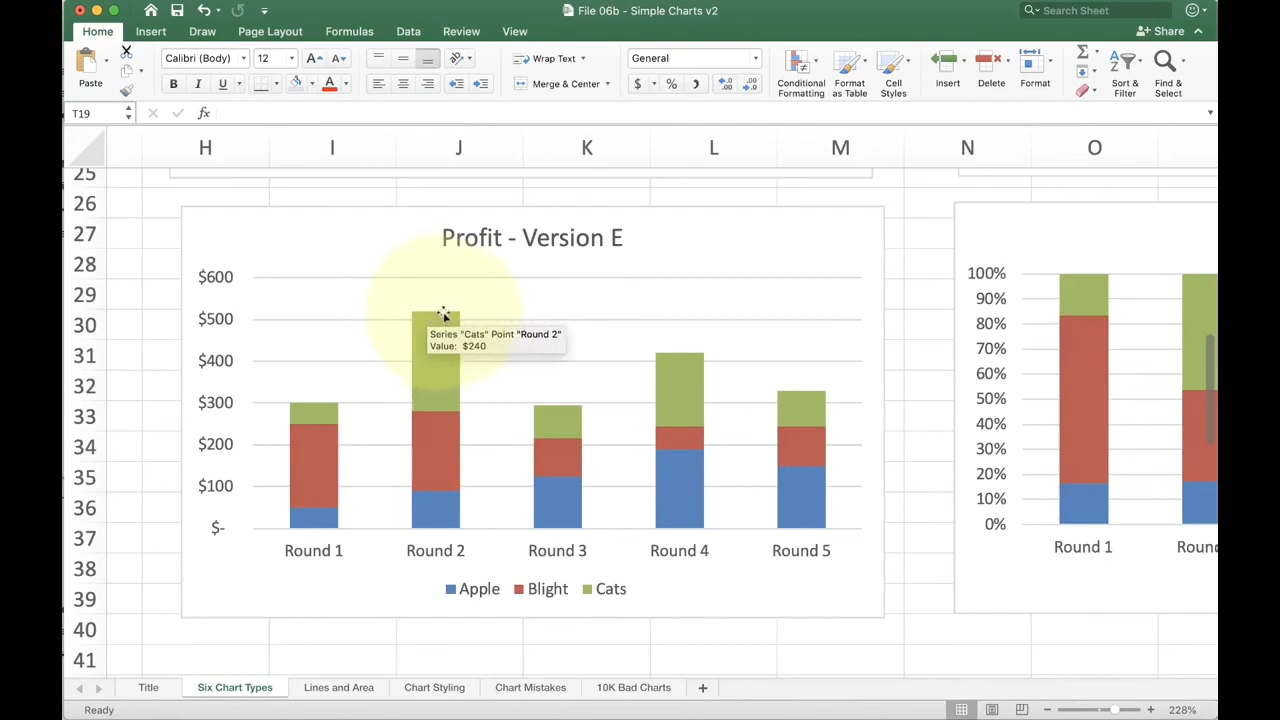 File 06b - Simple Charts v2
Search Sheet
Home Insert Draw Page Layout Formulas Data Review View
Share
Paste
Calibri (Body) 12
B I U
Wrap Text
Merge & Center
General
$ %
Conditional Formatting
Format as Table
Cell Styles
Insert
Delete
Format
Sort & Filter
Find & Select
T19
fx
H I J K L M N O
25
26
27
28
29
30
31
32
33
34
35
36
37
38
39
40
41
Profit - Version E
$600
$500
$400
$300
$200
$100
$-
Series "Cats" Point "Round 2"
Value: $240
Round 1 Round 2 Round 3 Round 4 Round 5
Apple Blight Cats
100%
90%
80%
70%
60%
50%
40%
30%
20%
10%
0%
Round 1 Round
Title Six Chart Types Lines and Area Chart Styling Chart Mistakes 10K Bad Charts
Ready
228%